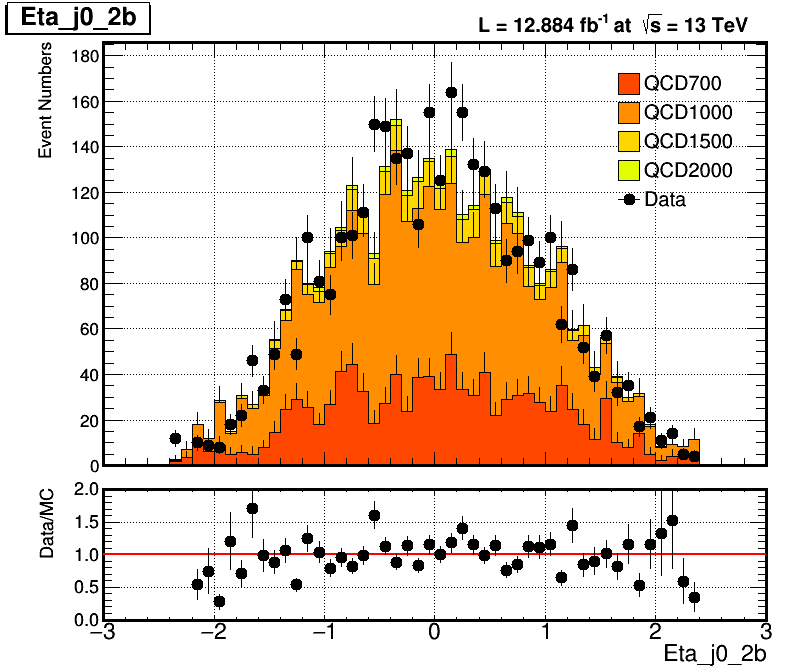 Eta_j0_2b
L = 12.884 fb⁻¹ at √s = 13 TeV
Event Numbers
180
160
140
120
100
80
60
40
20
0
QCD700
QCD1000
QCD1500
QCD2000
Data
Data/MC
2.0
1.5
1.0
0.5
0.0
−3 −2 −1 0 1 2 3
Eta_j0_2b